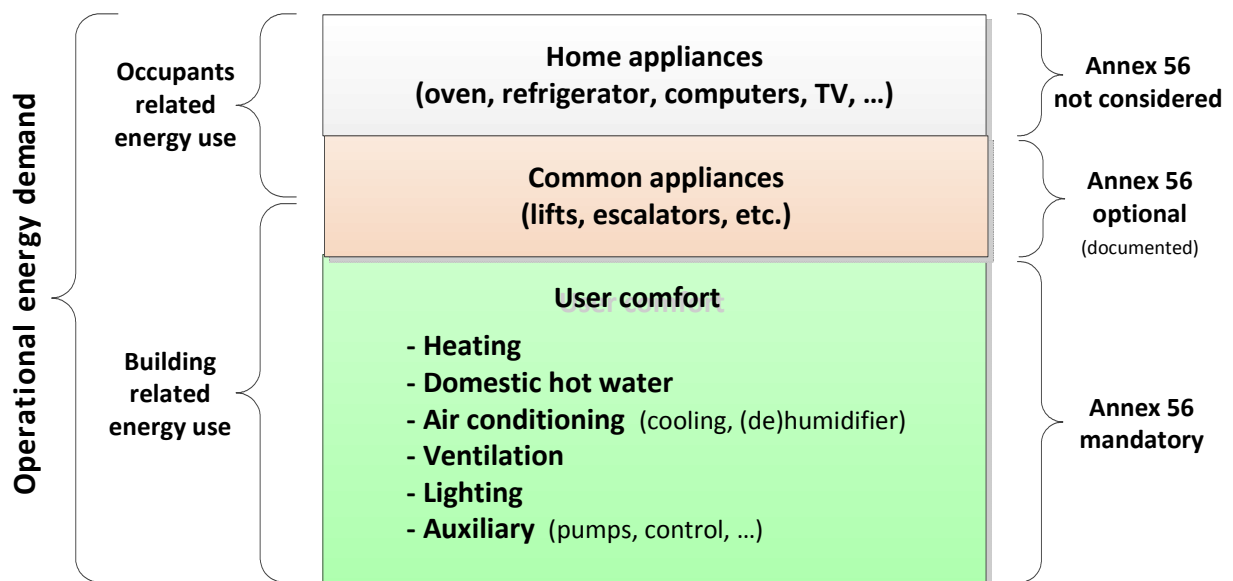 Operational energy demand
Occupants
related
energy use
Building
related
energy use
Home appliances
(oven, refrigerator, computers, TV, ...)
Common appliances
(lifts, escalators, etc.)
User comfort
- Heating
- Domestic hot water
- Air conditioning (cooling, (de)humidifier)
- Ventilation
- Lighting
- Auxiliary (pumps, control, ...)
Annex 56
not considered
Annex 56
optional
(documented)
Annex 56
mandatory